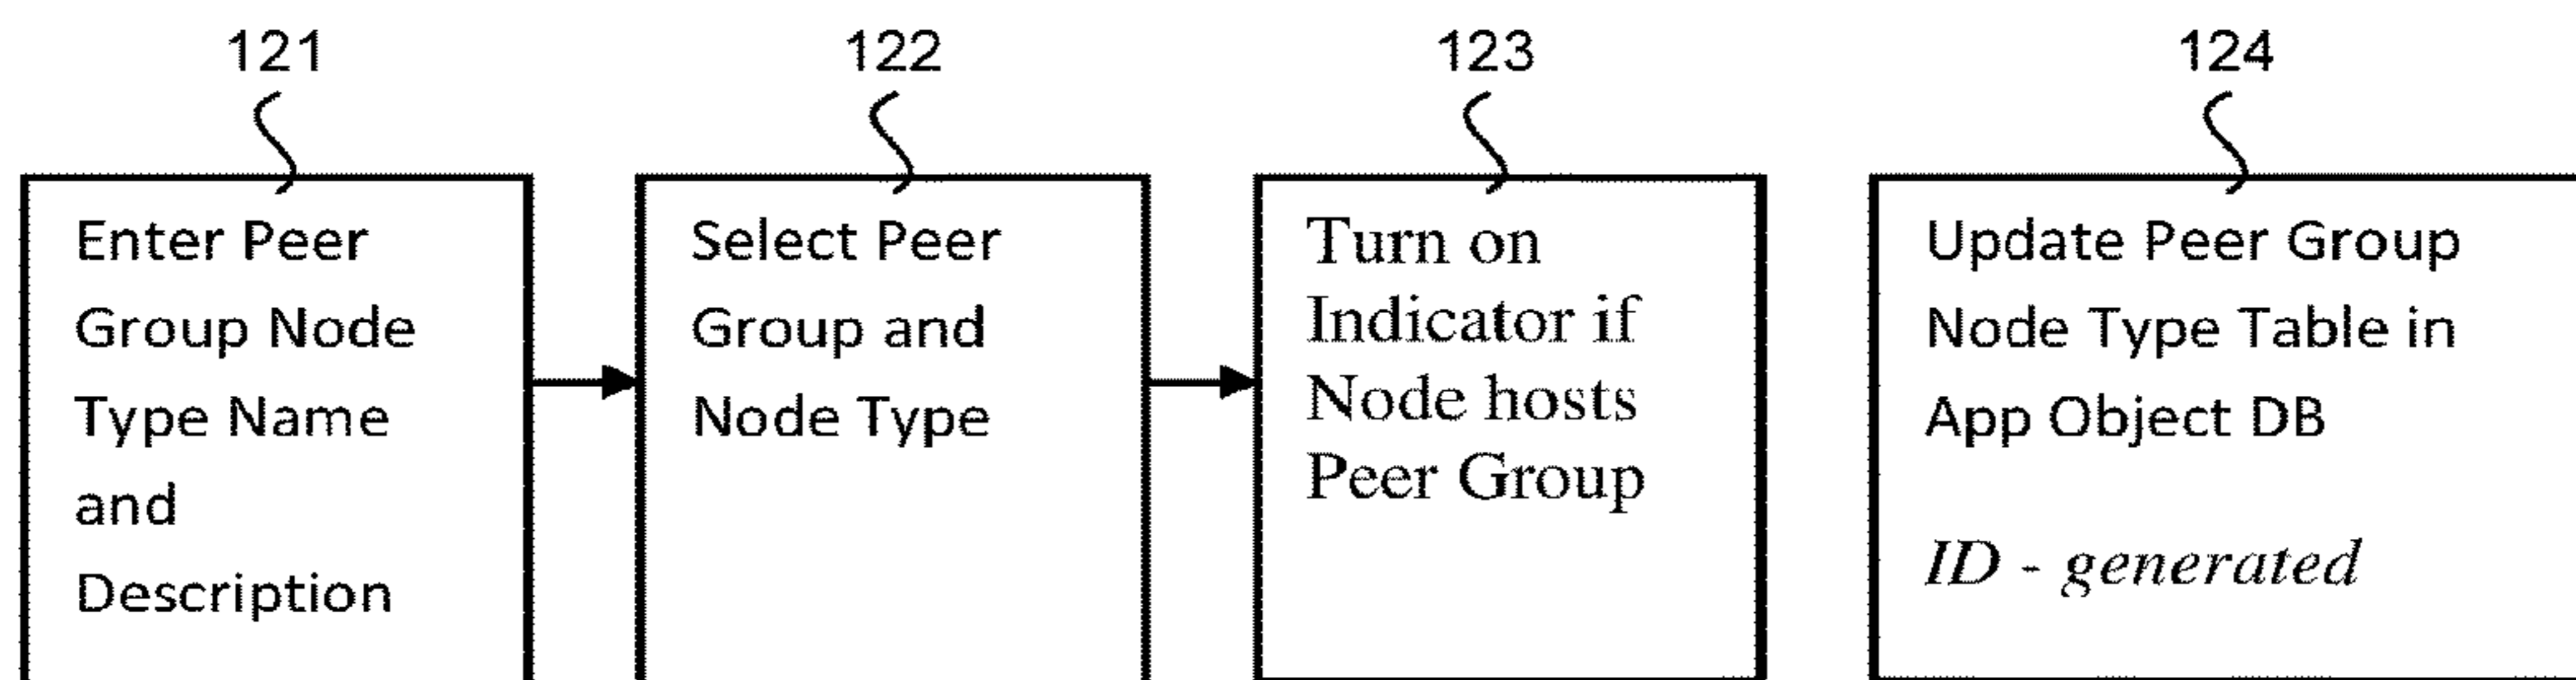 121
122
123
124
Enter Peer
Group Node
Type Name
and
Description
Select Peer
Group and
Node Type
Turn on
Indicator if
Node hosts
Peer Group
Update Peer Group
Node Type Table in
App Object DB
ID - generated